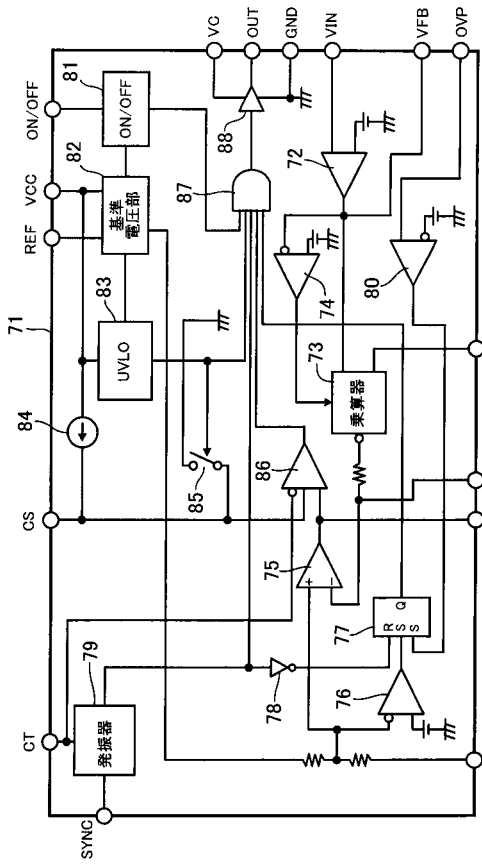 71
SYNC
CT
CS
REF
VCC
ON/OFF
VC
OUT
GND
VIN
VFB
OVP
79
発振器
84
83
UVLO
82
基準
電圧部
81
ON/OFF
85
88
87
86
78
75
+
-
72
74
73
乗算器
80
76
77
R
S
S
Q